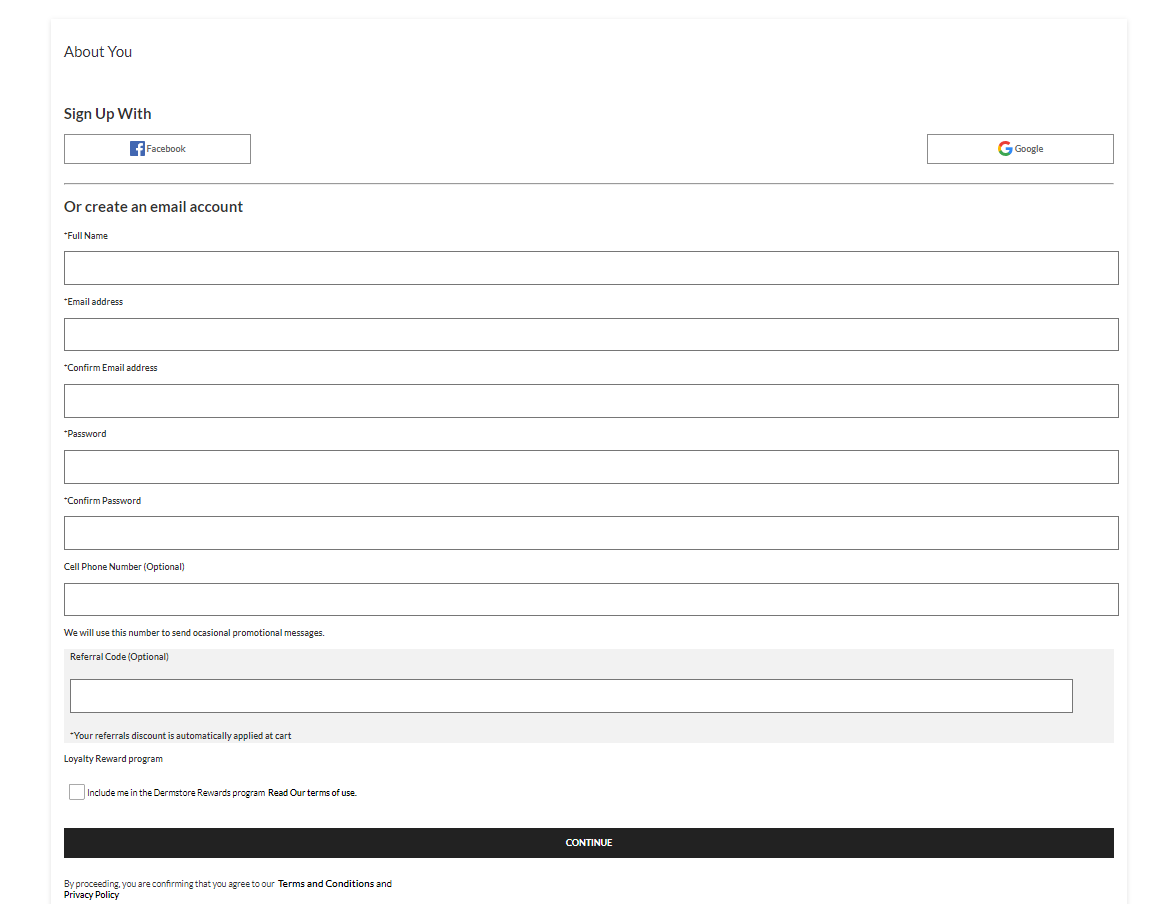 About You
Sign Up With
Facebook
Google
Or create an email account
*Full Name
*Email address
*Confirm Email address
*Password
*Confirm Password
Cell Phone Number (Optional)
We will use this number to send ocasional promotional messages.
Referral Code (Optional)
*Your referrals discount is automatically applied at cart
Loyalty Reward program
Include me in the Dermstore Rewards program Read Our terms of use.
CONTINUE
By proceeding, you are confirming that you agree to our Terms and Conditions and
Privacy Policy